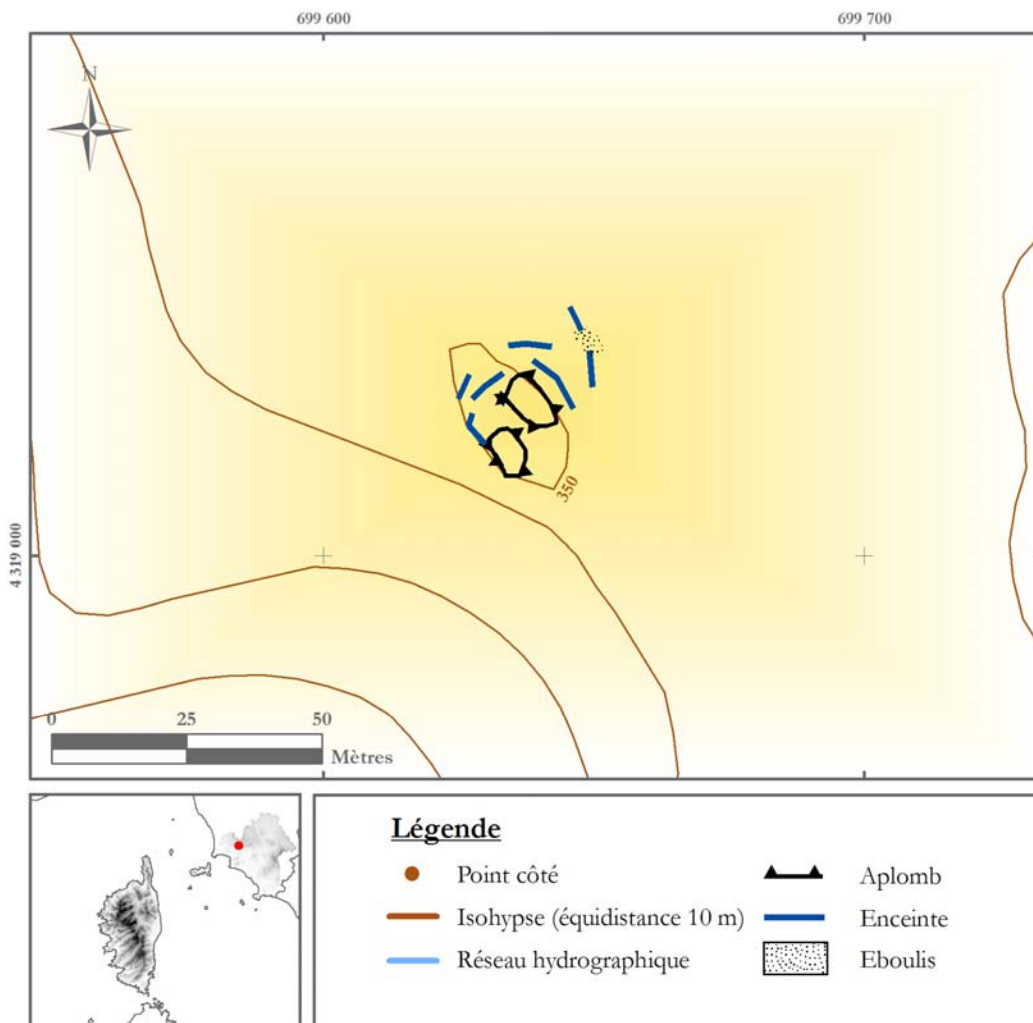 699 600
699 700
N
350
4 319 000
0 25 50
Mètres
Légende
Point côté
Isohypse (équidistance 10 m)
Réseau hydrographique
Aplomb
Enceinte
Eboulis